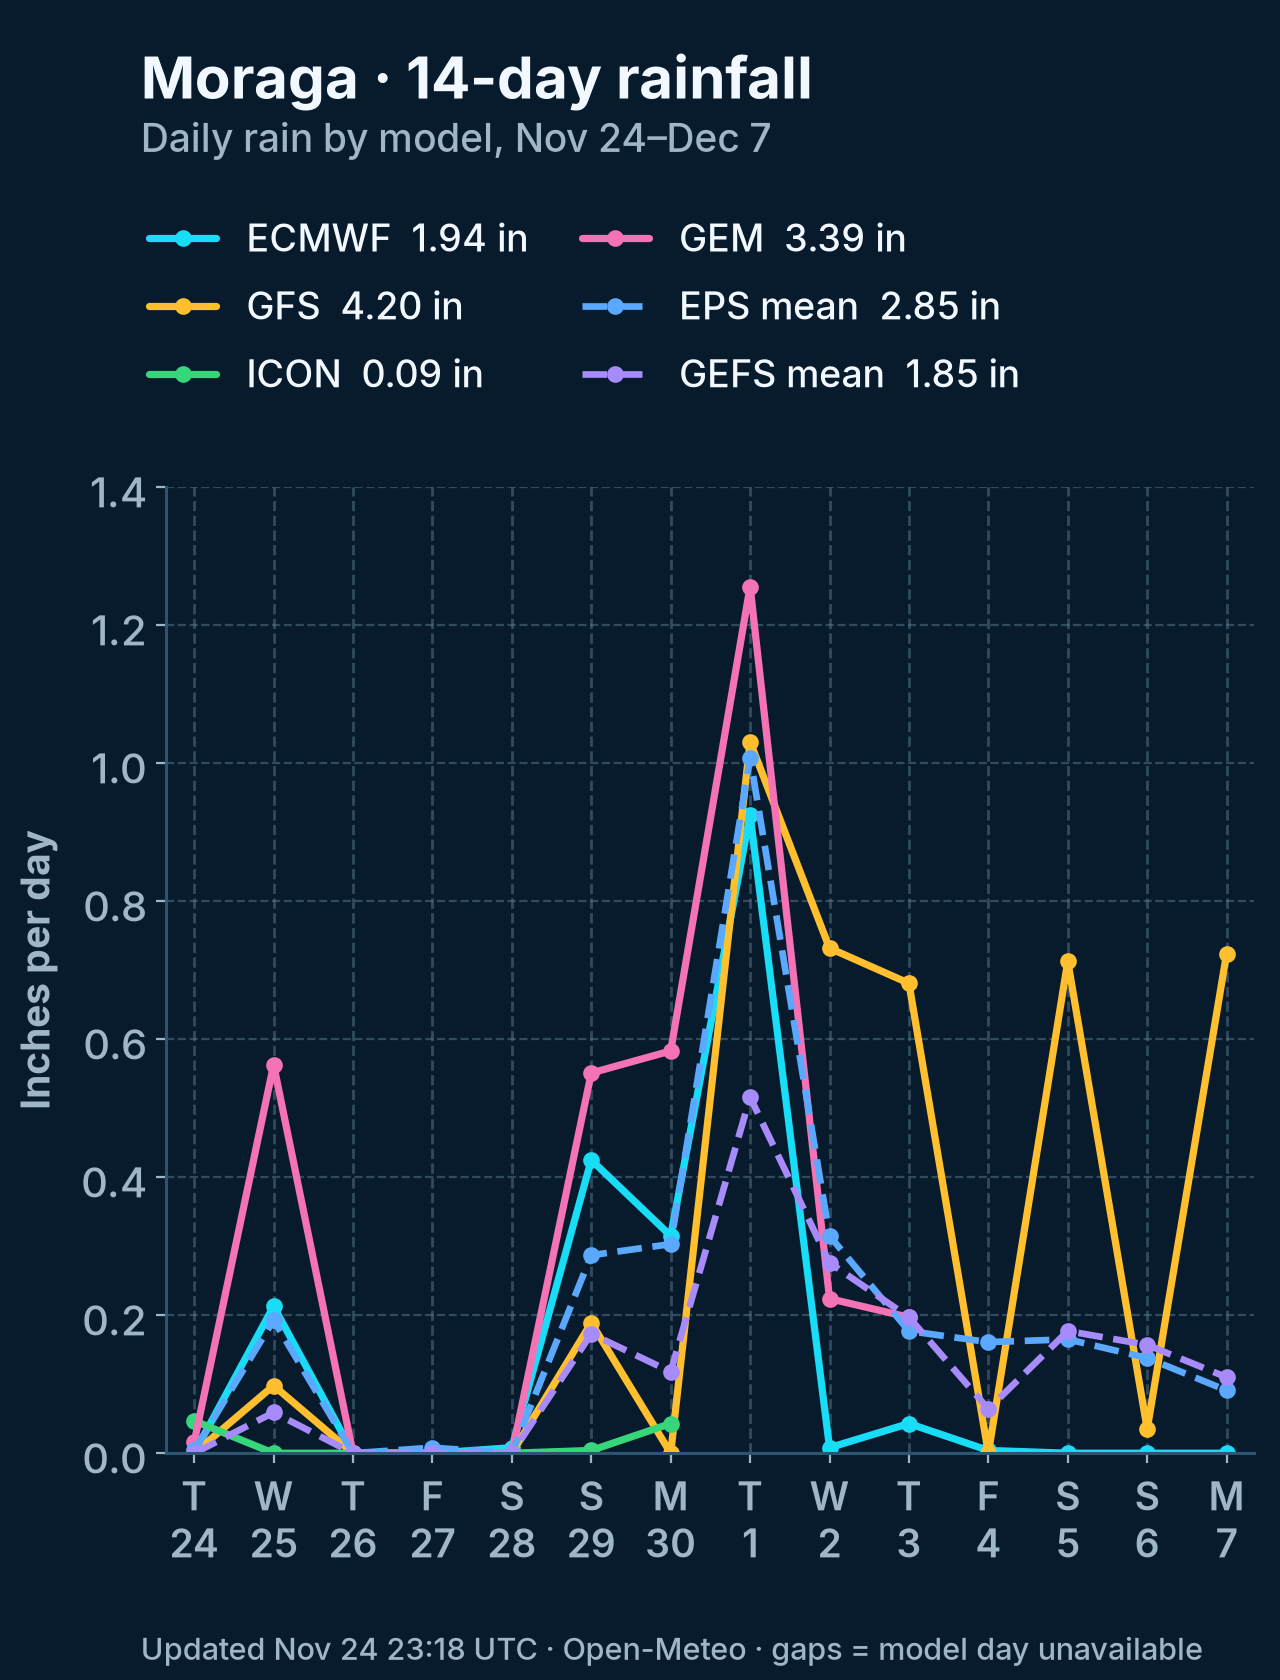 Moraga · 14-day rainfall
Daily rain by model, Nov 24–Dec 7
ECMWF 1.94 in
GEM 3.39 in
GFS 4.20 in
EPS mean 2.85 in
ICON 0.09 in
GEFS mean 1.85 in
Inches per day
1.4
1.2
1.0
0.8
0.6
0.4
0.2
0.0
T W T F S S M T W T F S S M
24 25 26 27 28 29 30 1 2 3 4 5 6 7
Updated Nov 24 23:18 UTC · Open-Meteo · gaps = model day unavailable